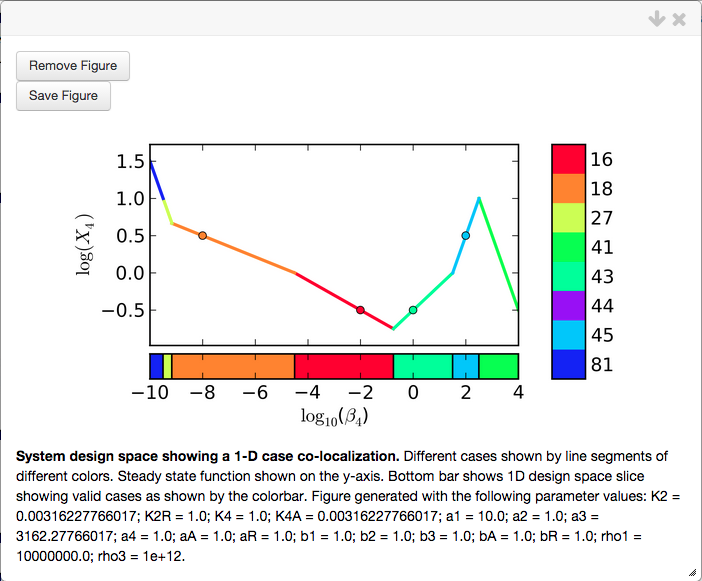 Remove Figure
Save Figure
1.5
1.0
0.5
0.0
−0.5
log(X₄)
−10 −8 −6 −4 −2 0 2 4
log₁₀(β₄)
16
18
27
41
43
44
45
81
System design space showing a 1-D case co-localization. Different cases shown by line segments of
different colors. Steady state function shown on the y-axis. Bottom bar shows 1D design space slice
showing valid cases as shown by the colorbar. Figure generated with the following parameter values: K2 =
0.00316227766017; K2R = 1.0; K4 = 1.0; K4A = 0.00316227766017; a1 = 10.0; a2 = 1.0; a3 =
3162.27766017; a4 = 1.0; aA = 1.0; aR = 1.0; b1 = 1.0; b2 = 1.0; b3 = 1.0; bA = 1.0; bR = 1.0; rho1 =
10000000.0; rho3 = 1e+12.